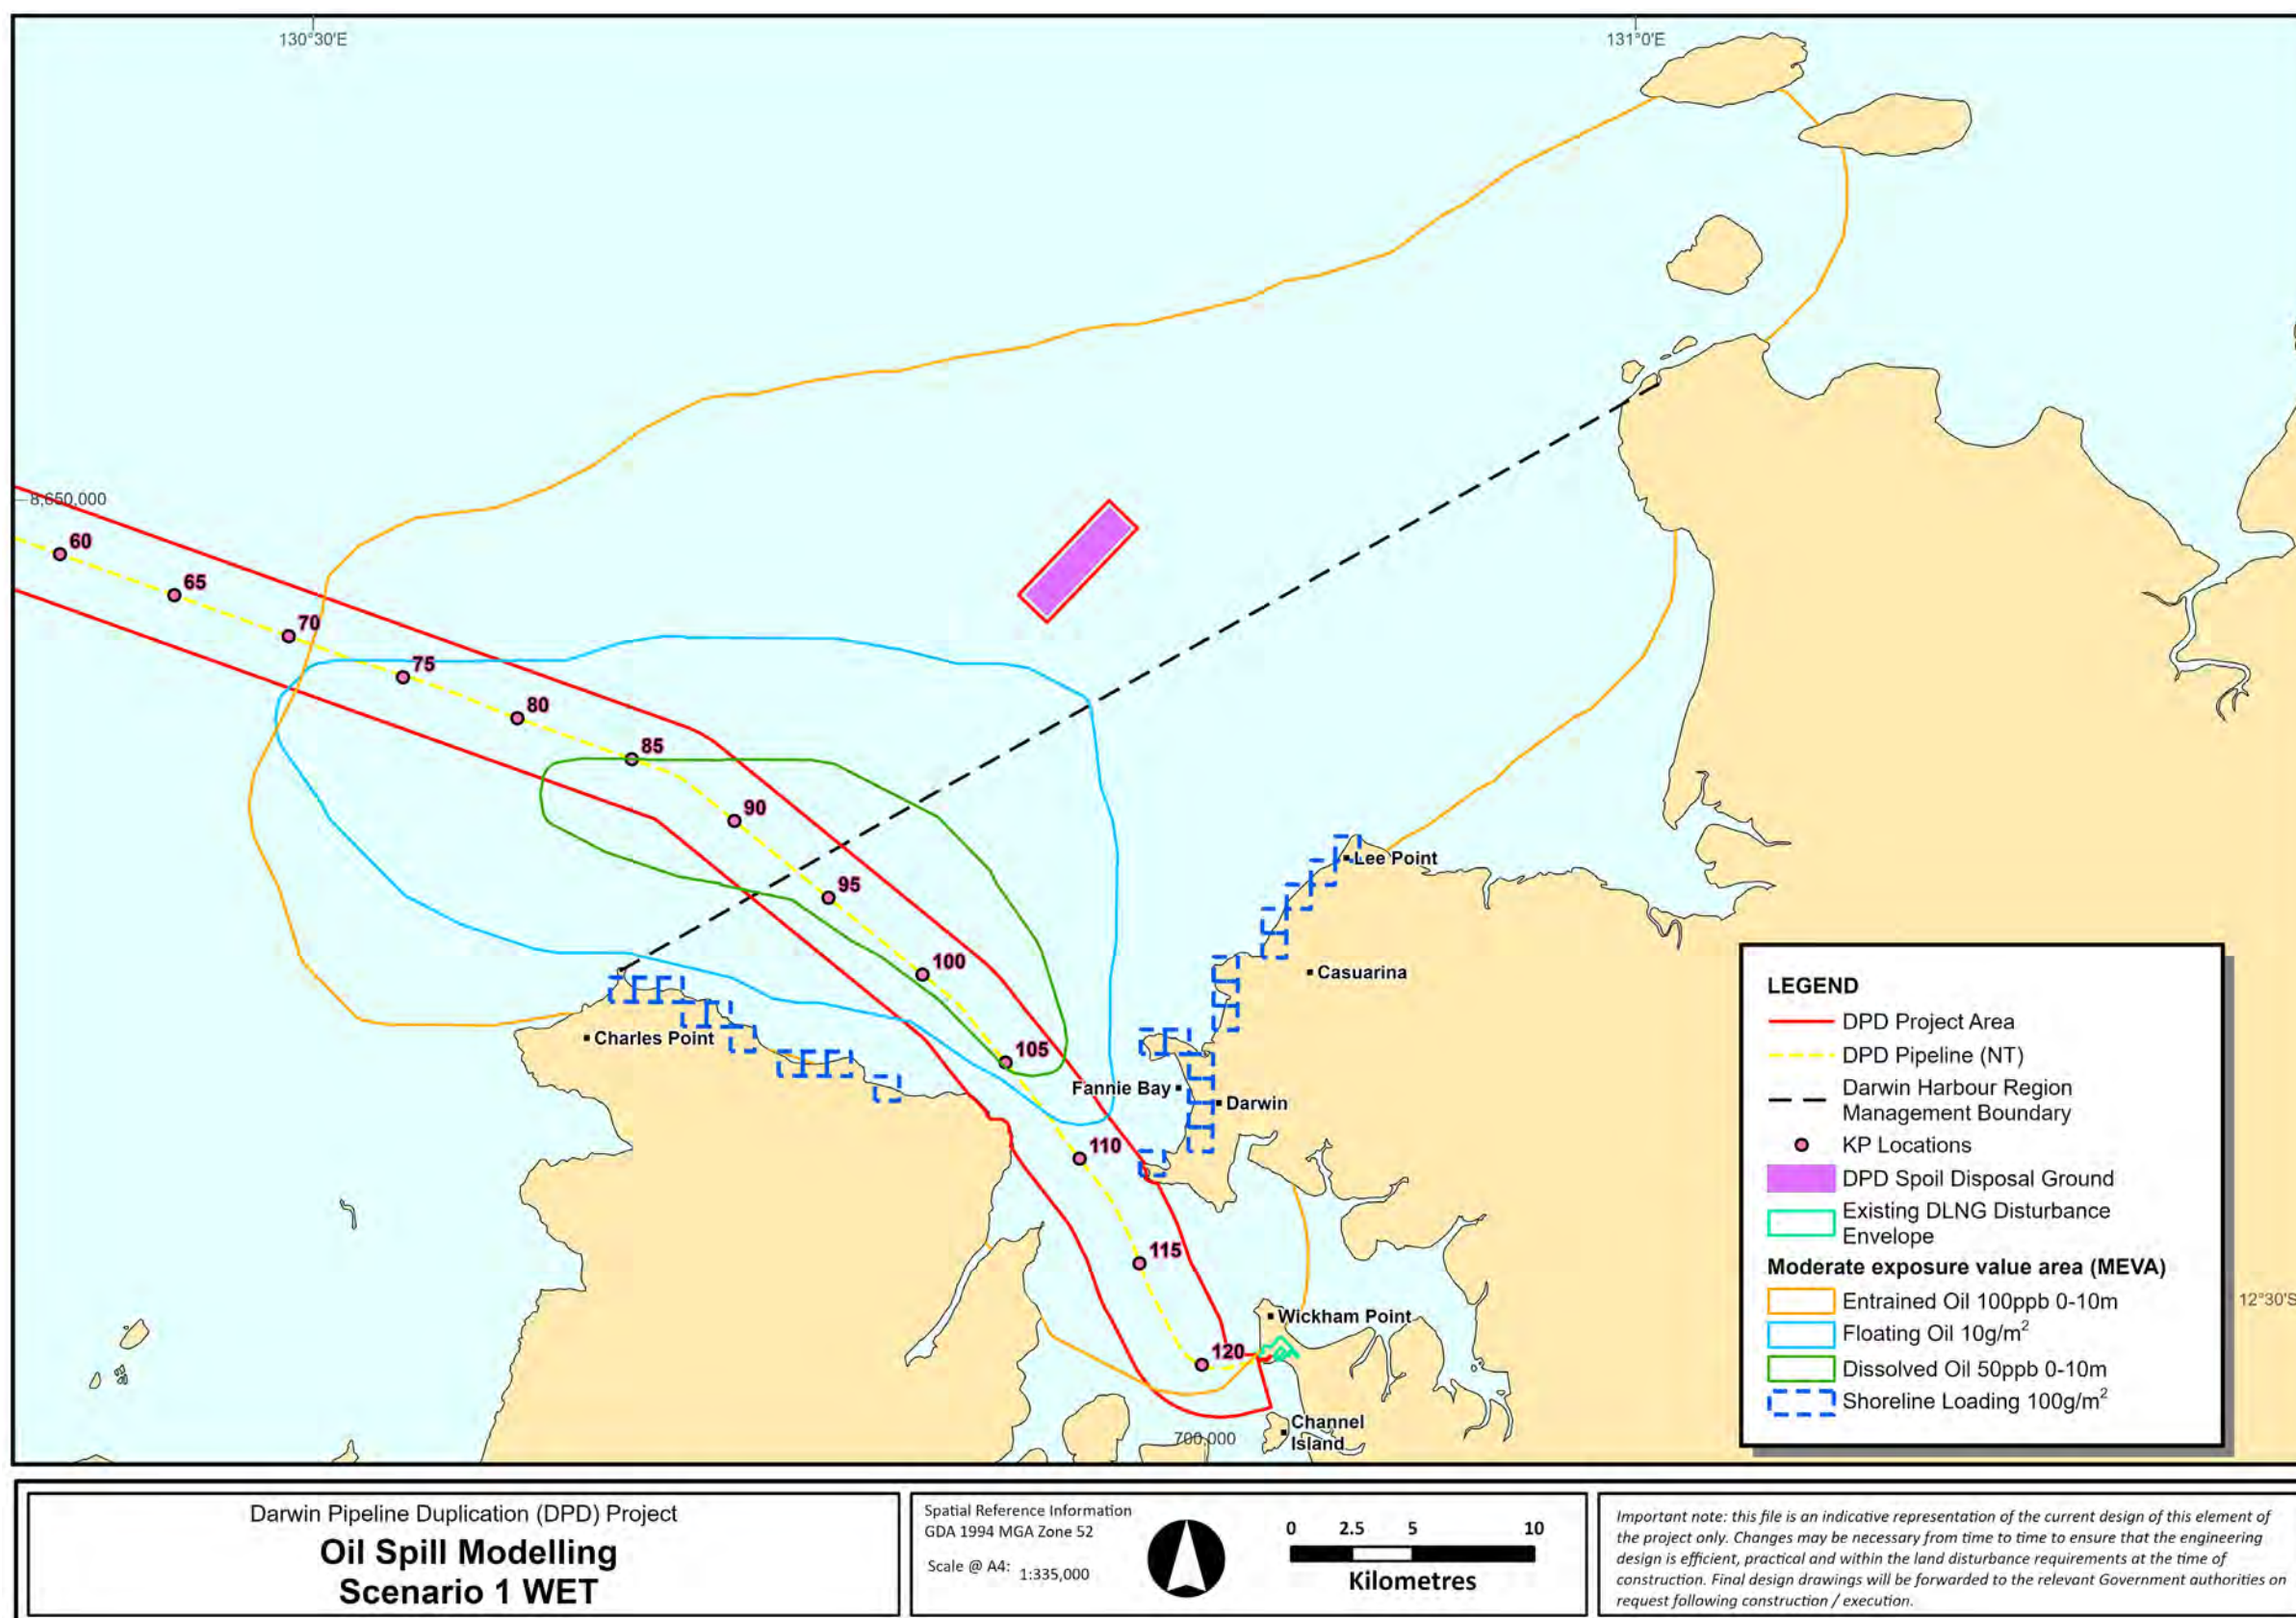 130°30'E
131°0'E
8,650,000
60
65
70
75
80
85
90
95
100
105
110
115
120
Lee Point
Casuarina
Charles Point
Fannie Bay
Darwin
Wickham Point
Channel
Island
700,000
12°30'S
LEGEND
DPD Project Area
DPD Pipeline (NT)
Darwin Harbour Region
Management Boundary
KP Locations
DPD Spoil Disposal Ground
Existing DLNG Disturbance
Envelope
Moderate exposure value area (MEVA)
Entrained Oil 100ppb 0-10m
Floating Oil 10g/m²
Dissolved Oil 50ppb 0-10m
Shoreline Loading 100g/m²
Darwin Pipeline Duplication (DPD) Project
Oil Spill Modelling
Scenario 1 WET
Spatial Reference Information
GDA 1994 MGA Zone 52
Scale @ A4: 1:335,000
0 2.5 5 10
Kilometres
Important note: this file is an indicative representation of the current design of this element of
the project only. Changes may be necessary from time to time to ensure that the engineering
design is efficient, practical and within the land disturbance requirements at the time of
construction. Final design drawings will be forwarded to the relevant Government authorities on
request following construction / execution.